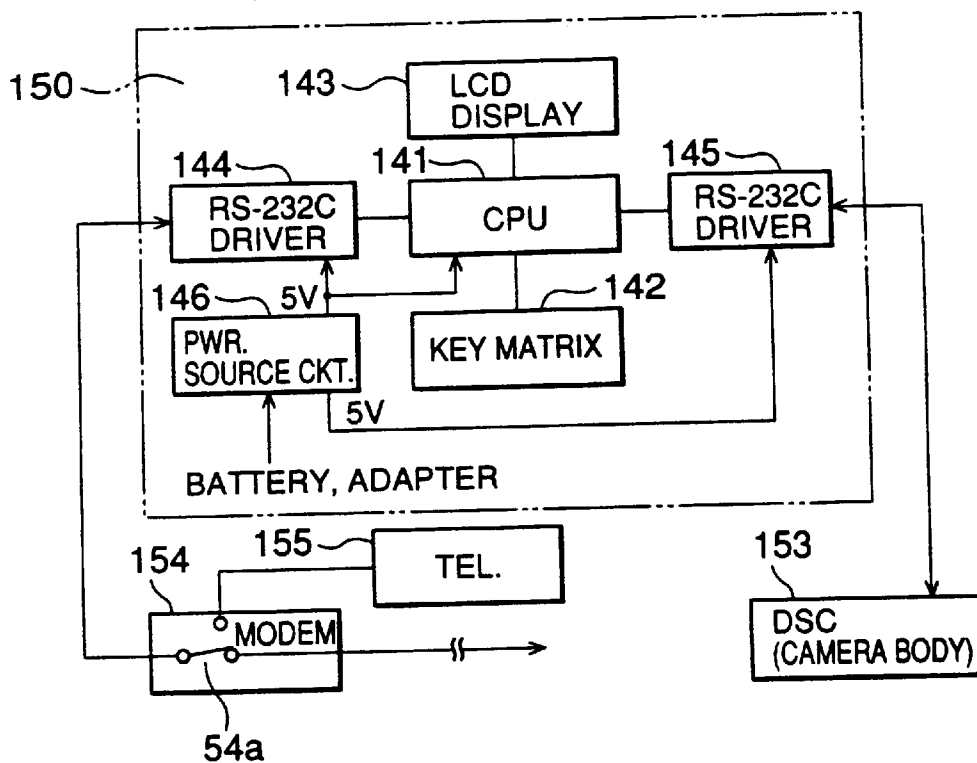 150
143
LCD
DISPLAY
144
141
145
RS-232C
DRIVER
CPU
RS-232C
DRIVER
146
5V
142
PWR.
SOURCE CKT.
KEY MATRIX
5V
BATTERY, ADAPTER
154
155
TEL.
153
MODEM
DSC
(CAMERA BODY)
54a